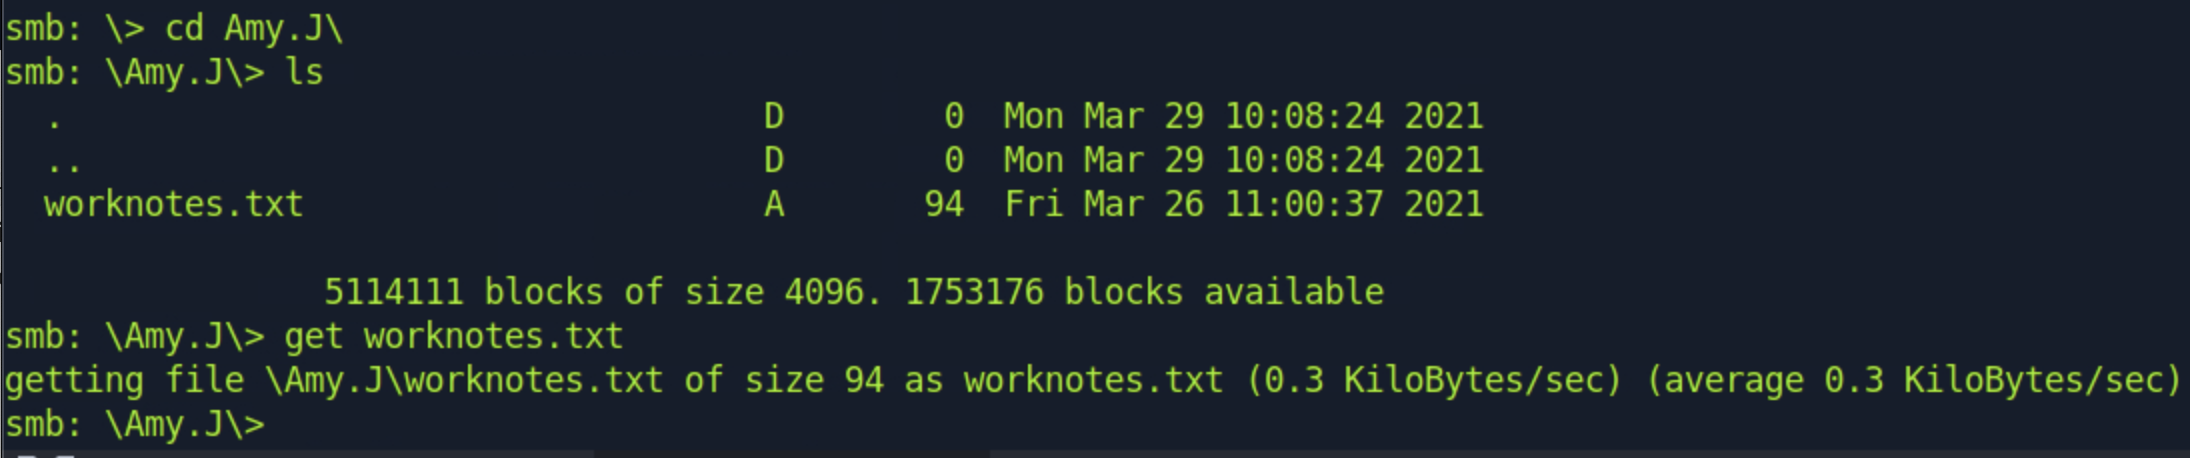 smb: \> cd Amy.J\
smb: \Amy.J\> ls
  .                                   D        0  Mon Mar 29 10:08:24 2021
  ..                                  D        0  Mon Mar 29 10:08:24 2021
  worknotes.txt                       A       94  Fri Mar 26 11:00:37 2021
                5114111 blocks of size 4096. 1753176 blocks available
smb: \Amy.J\> get worknotes.txt
getting file \Amy.J\worknotes.txt of size 94 as worknotes.txt (0.3 KiloBytes/sec) (average 0.3 KiloBytes/sec)
smb: \Amy.J\>